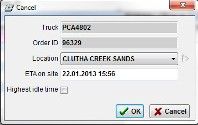 Cancel
Truck PCA4802
Order ID 96329
Location CLUTHA CREEK SANDS
ETA on site 22.01.2013 15:56
Highest idle time
OK Cancel